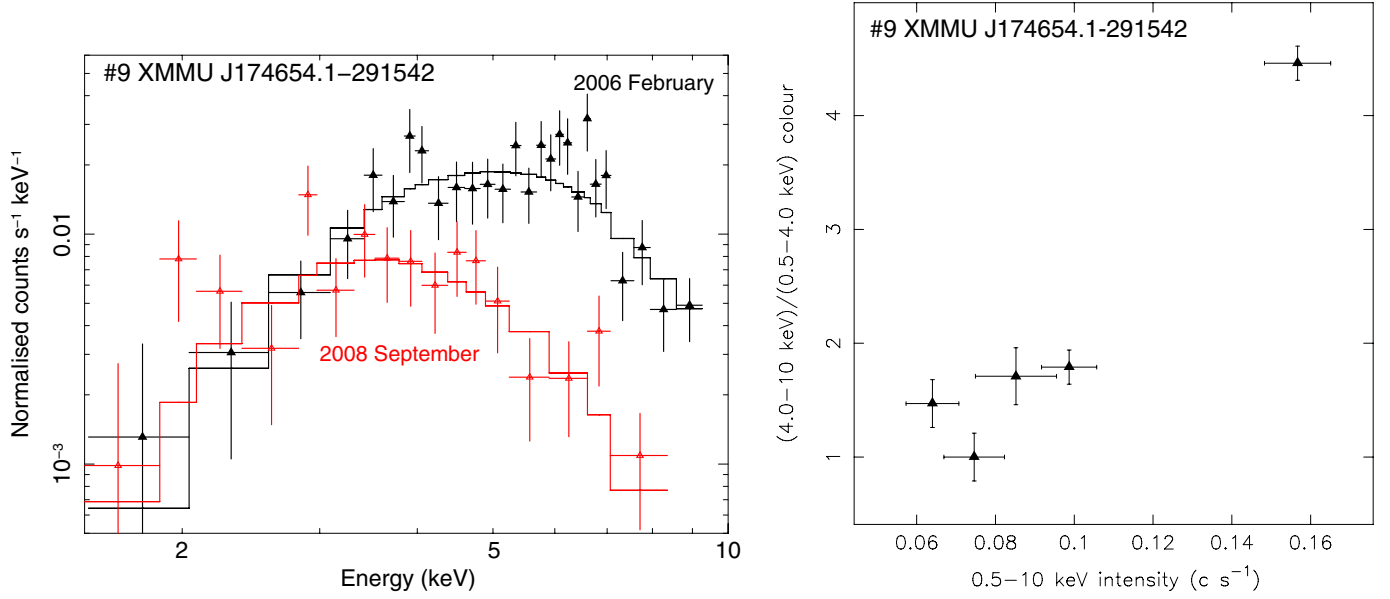 #9 XMMU J174654.1−291542
2006 February
2008 September
Normalised counts s⁻¹ keV⁻¹
0.01
10⁻³
2
5
10
Energy (keV)
#9 XMMU J174654.1-291542
(4.0−10 keV)/(0.5−4.0 keV) colour
4
3
2
1
0.06
0.08
0.1
0.12
0.14
0.16
0.5−10 keV intensity (c s⁻¹)